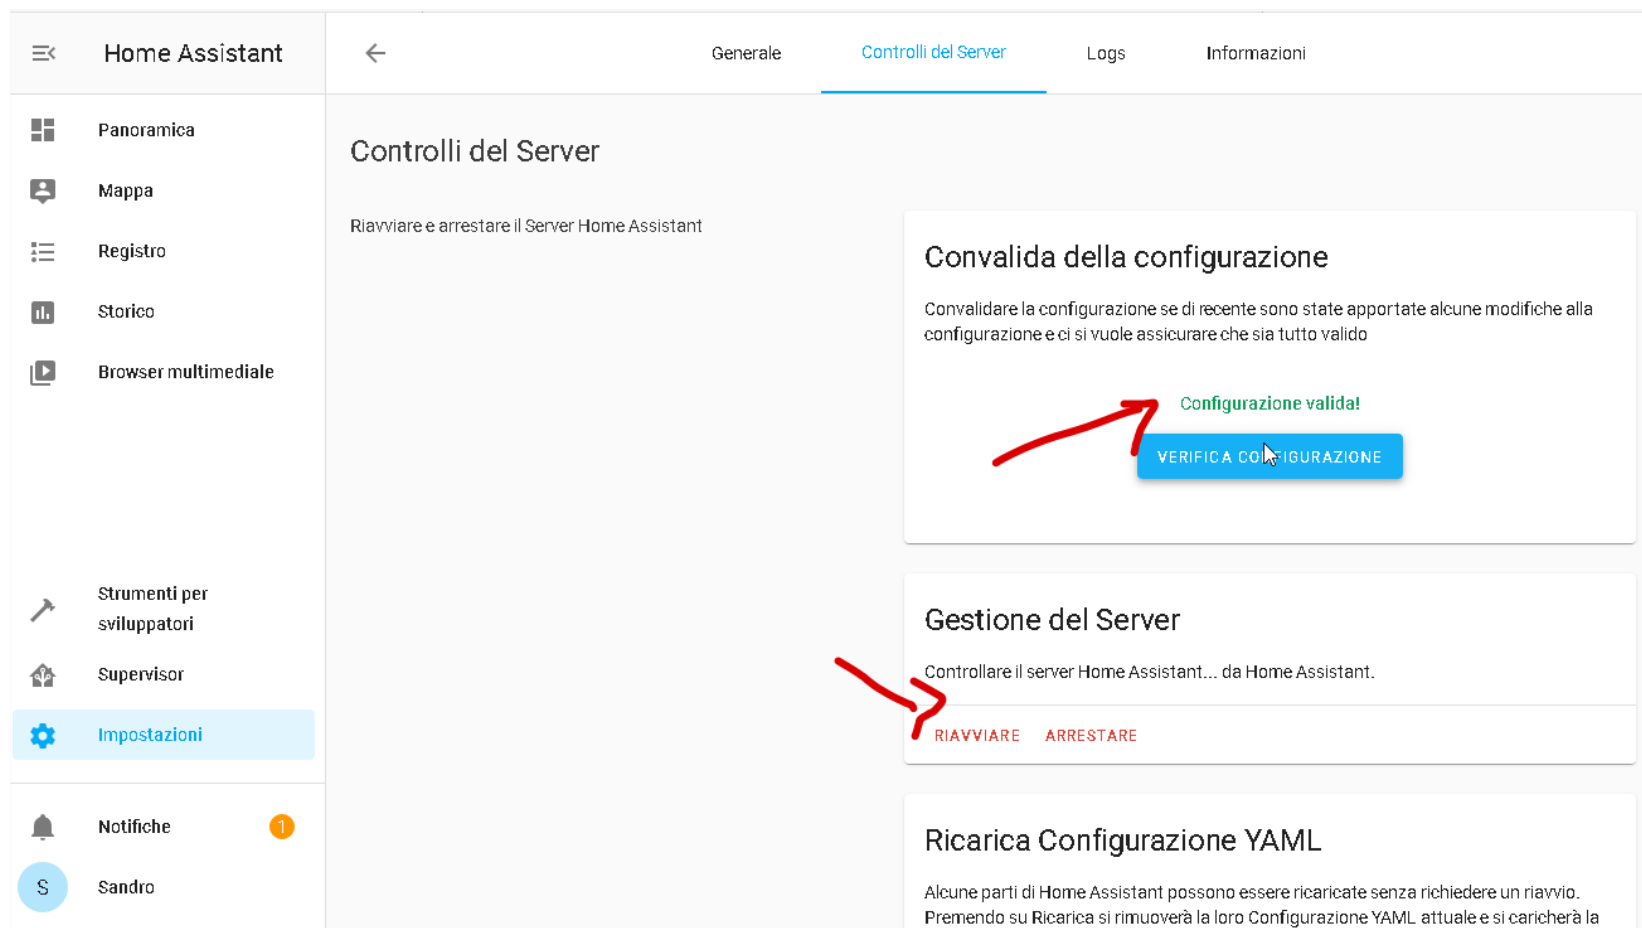 Home Assistant
Generale
Controlli del Server
Logs
Informazioni
Panoramica
Mappa
Registro
Storico
Browser multimediale
Strumenti per
sviluppatori
Supervisor
Impostazioni
Notifiche
1
S
Sandro
Controlli del Server
Riavviare e arrestare il Server Home Assistant
Convalida della configurazione
Convalidare la configurazione se di recente sono state apportate alcune modifiche alla
configurazione e ci si vuole assicurare che sia tutto valido
Configurazione valida!
VERIFICA CONFIGURAZIONE
Gestione del Server
Controllare il server Home Assistant... da Home Assistant.
RIAVVIARE
ARRESTARE
Ricarica Configurazione YAML
Alcune parti di Home Assistant possono essere ricaricate senza richiedere un riavvio.
Premendo su Ricarica si rimuoverà la loro Configurazione YAML attuale e si caricherà la